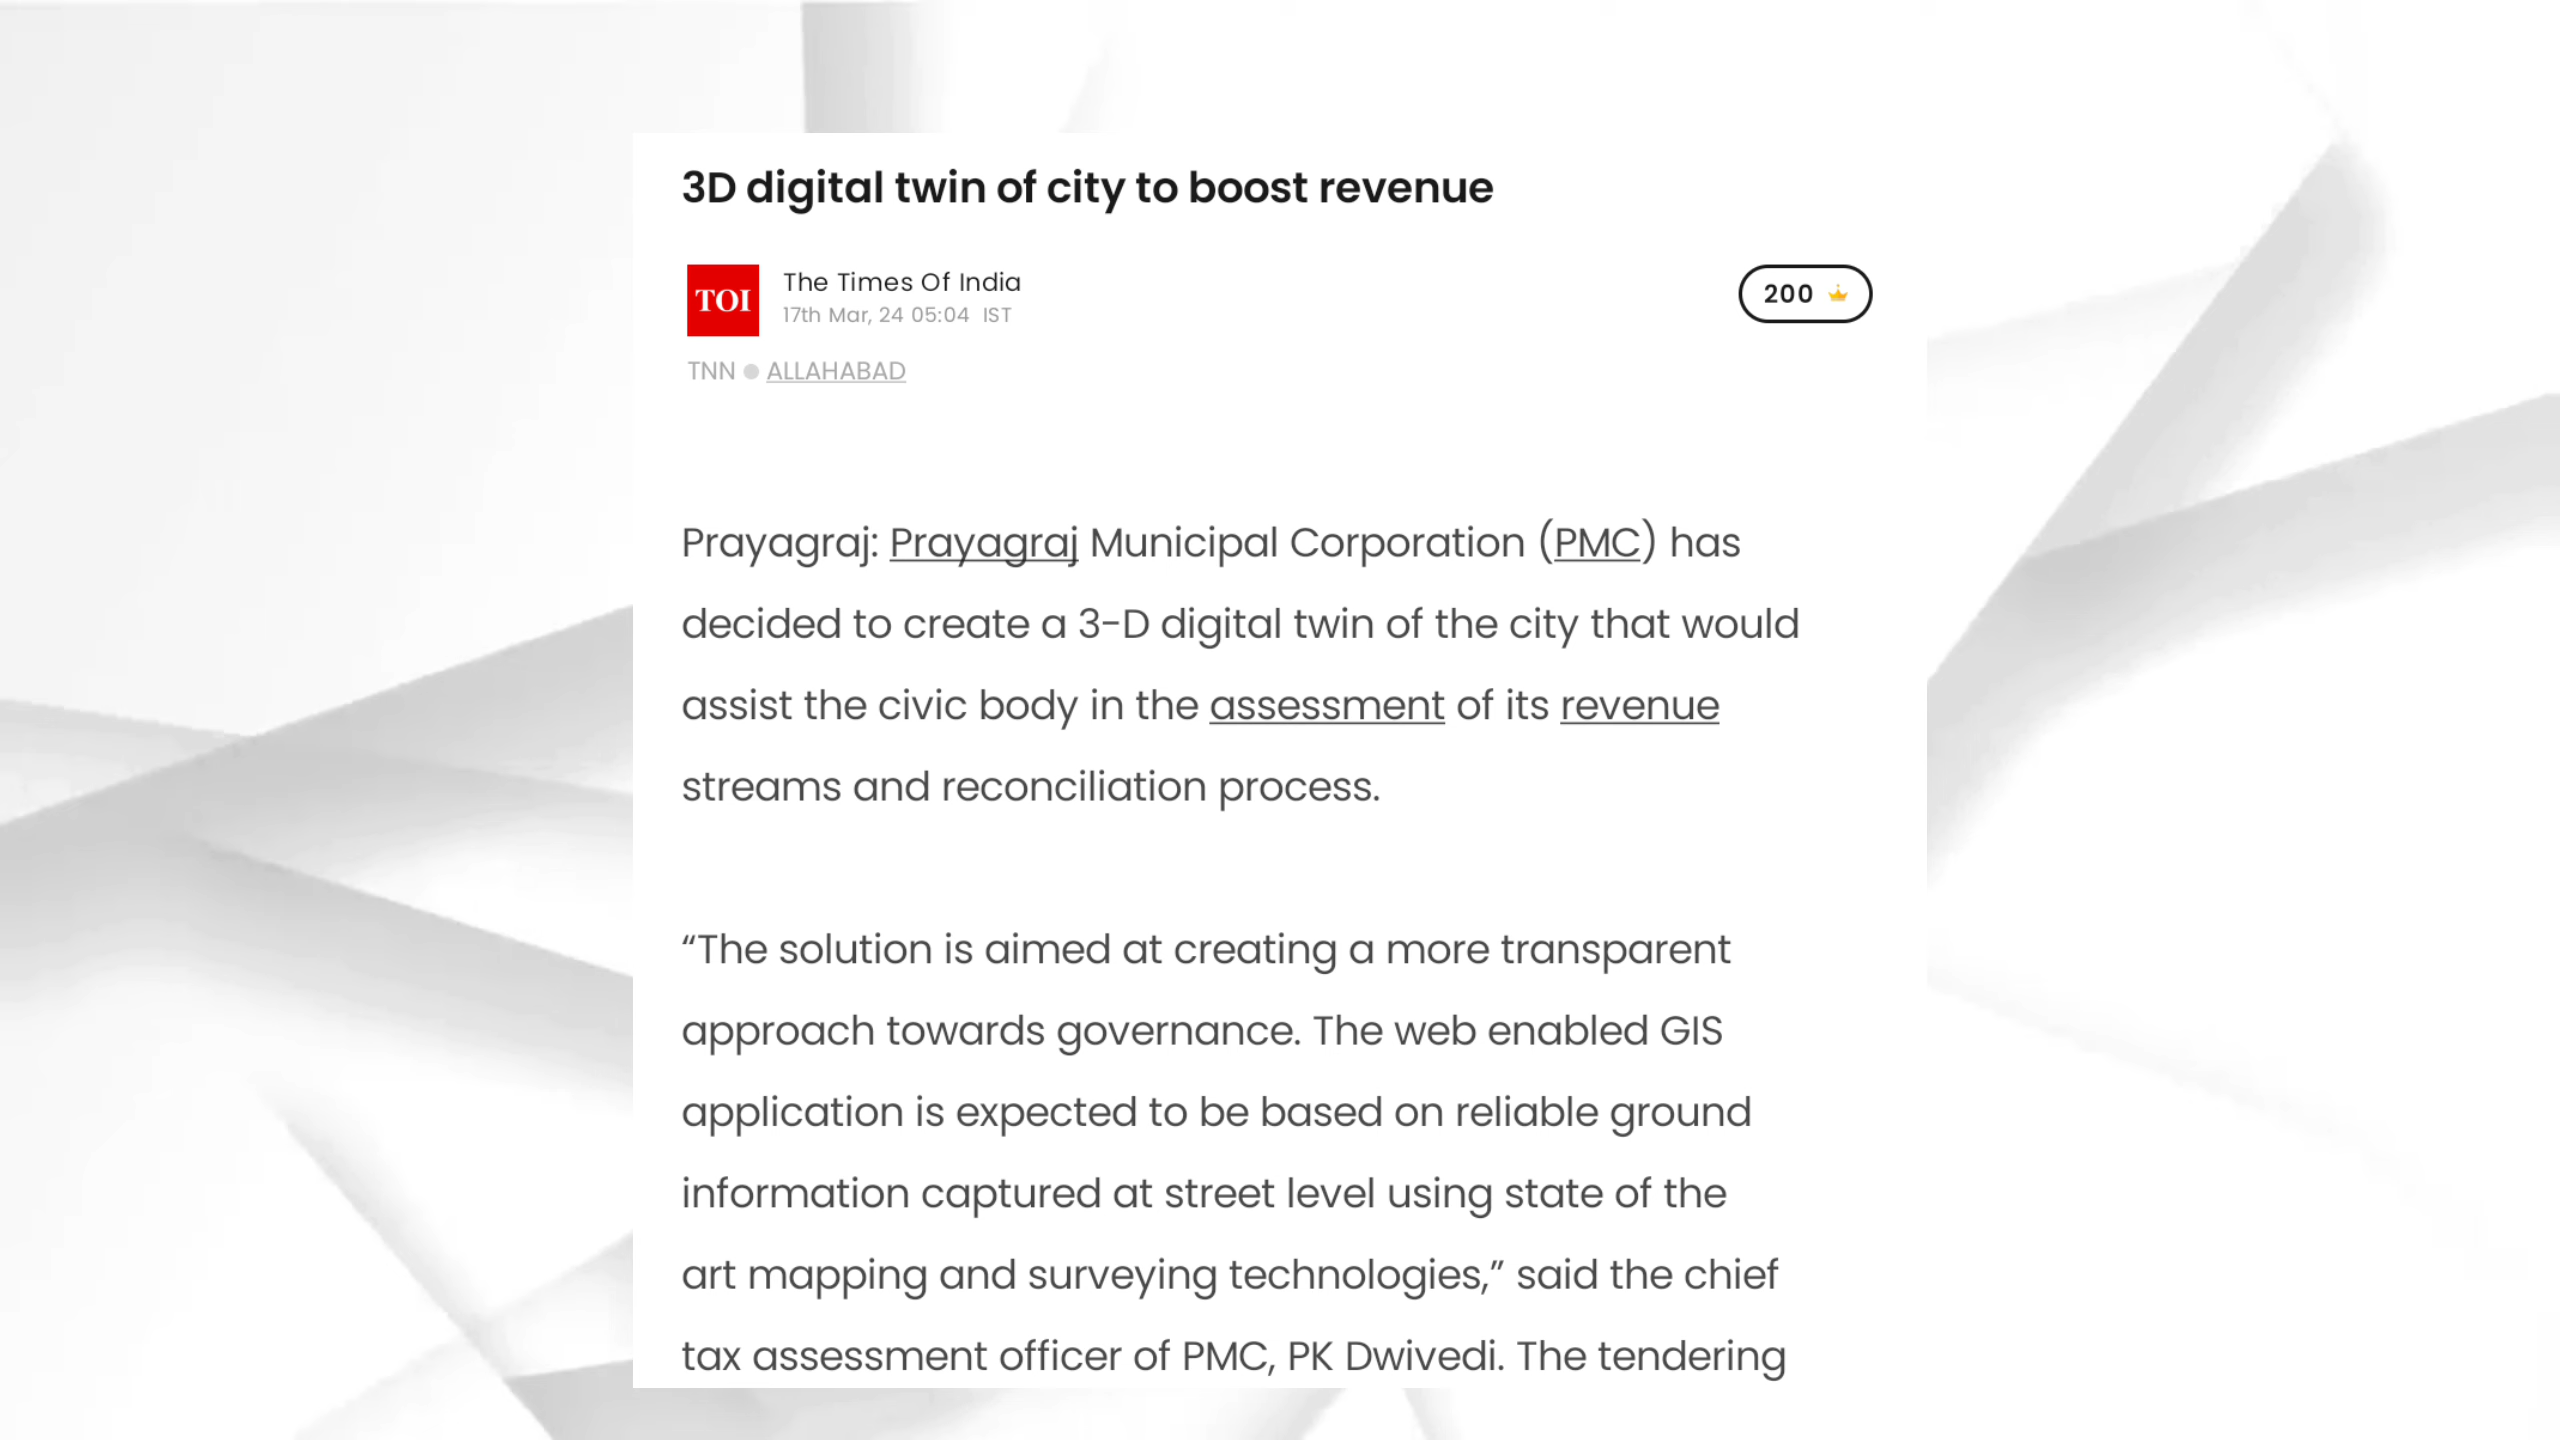 3D digital twin of city to boost revenue
TOI
The Times Of India
200
17th Mar, 24 05:04 IST
TNN ● ALLAHABAD
Prayagraj: Prayagraj Municipal Corporation (PMC) has
decided to create a 3-D digital twin of the city that would
assist the civic body in the assessment of its revenue
streams and reconciliation process.
“The solution is aimed at creating a more transparent
approach towards governance. The web enabled GIS
application is expected to be based on reliable ground
information captured at street level using state of the
art mapping and surveying technologies,” said the chief
tax assessment officer of PMC, PK Dwivedi. The tendering